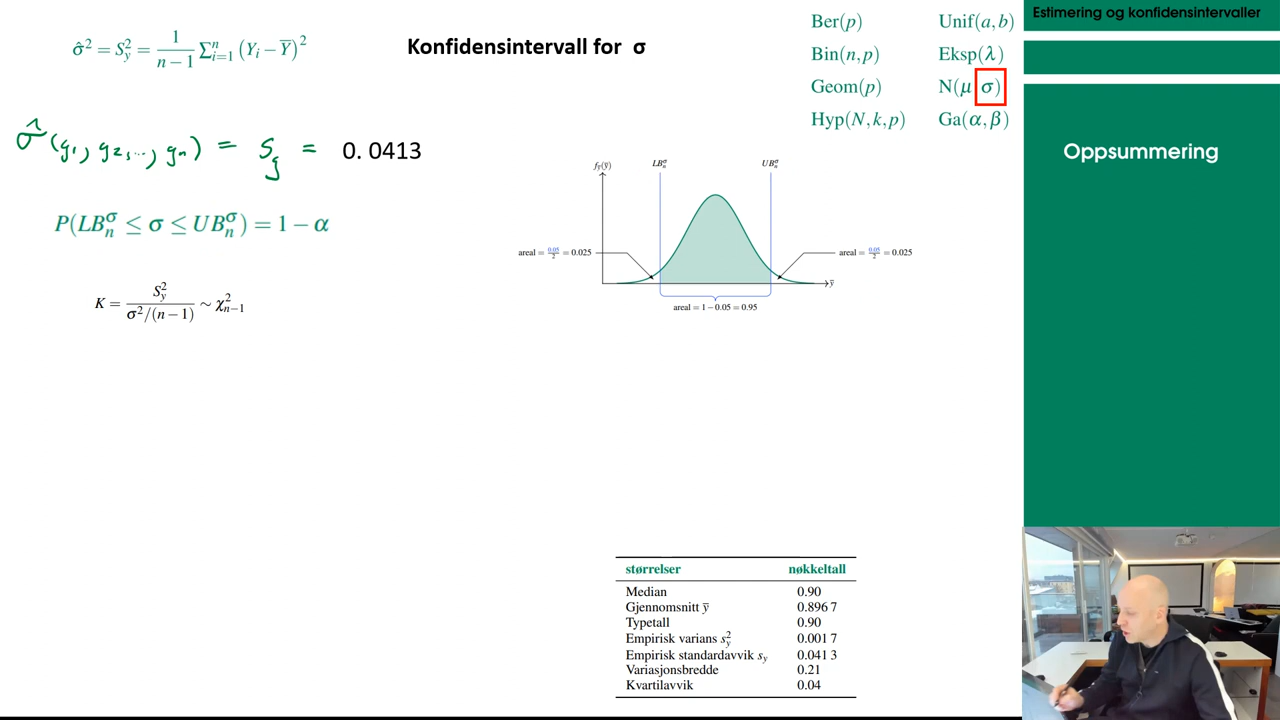 σ̂² = S²_y = 1/(n−1) Σⁿ_{i=1} (Y_i − Y̅)²
Konfidensintervall for σ
Ber(p) Unif(a,b)
Bin(n,p) Eksp(λ)
Geom(p) N(μ σ)
Hyp(N,k,p) Ga(α,β)
Estimering og konfidensintervaller
Oppsummering
σ̂(y₁, y₂,..., yₙ) = S_y = 0. 0413
P(LB^σ_n ≤ σ ≤ UB^σ_n) = 1 − α
K = S²_y / (σ²/(n−1)) ∼ χ²_{n−1}
f_Y(y̅) LB^σ_n UB^σ_n
areal = 0.05/2 = 0.025
areal = 0.05/2 = 0.025
y̅
areal = 1−0.05 = 0.95
størrelser nøkkeltall
Median 0.90
Gjennomsnitt y̅ 0.896 7
Typetall 0.90
Empirisk varians s²_y 0.001 7
Empirisk standardavvik s_y 0.041 3
Variasjonsbredde 0.21
Kvartilavvik 0.04